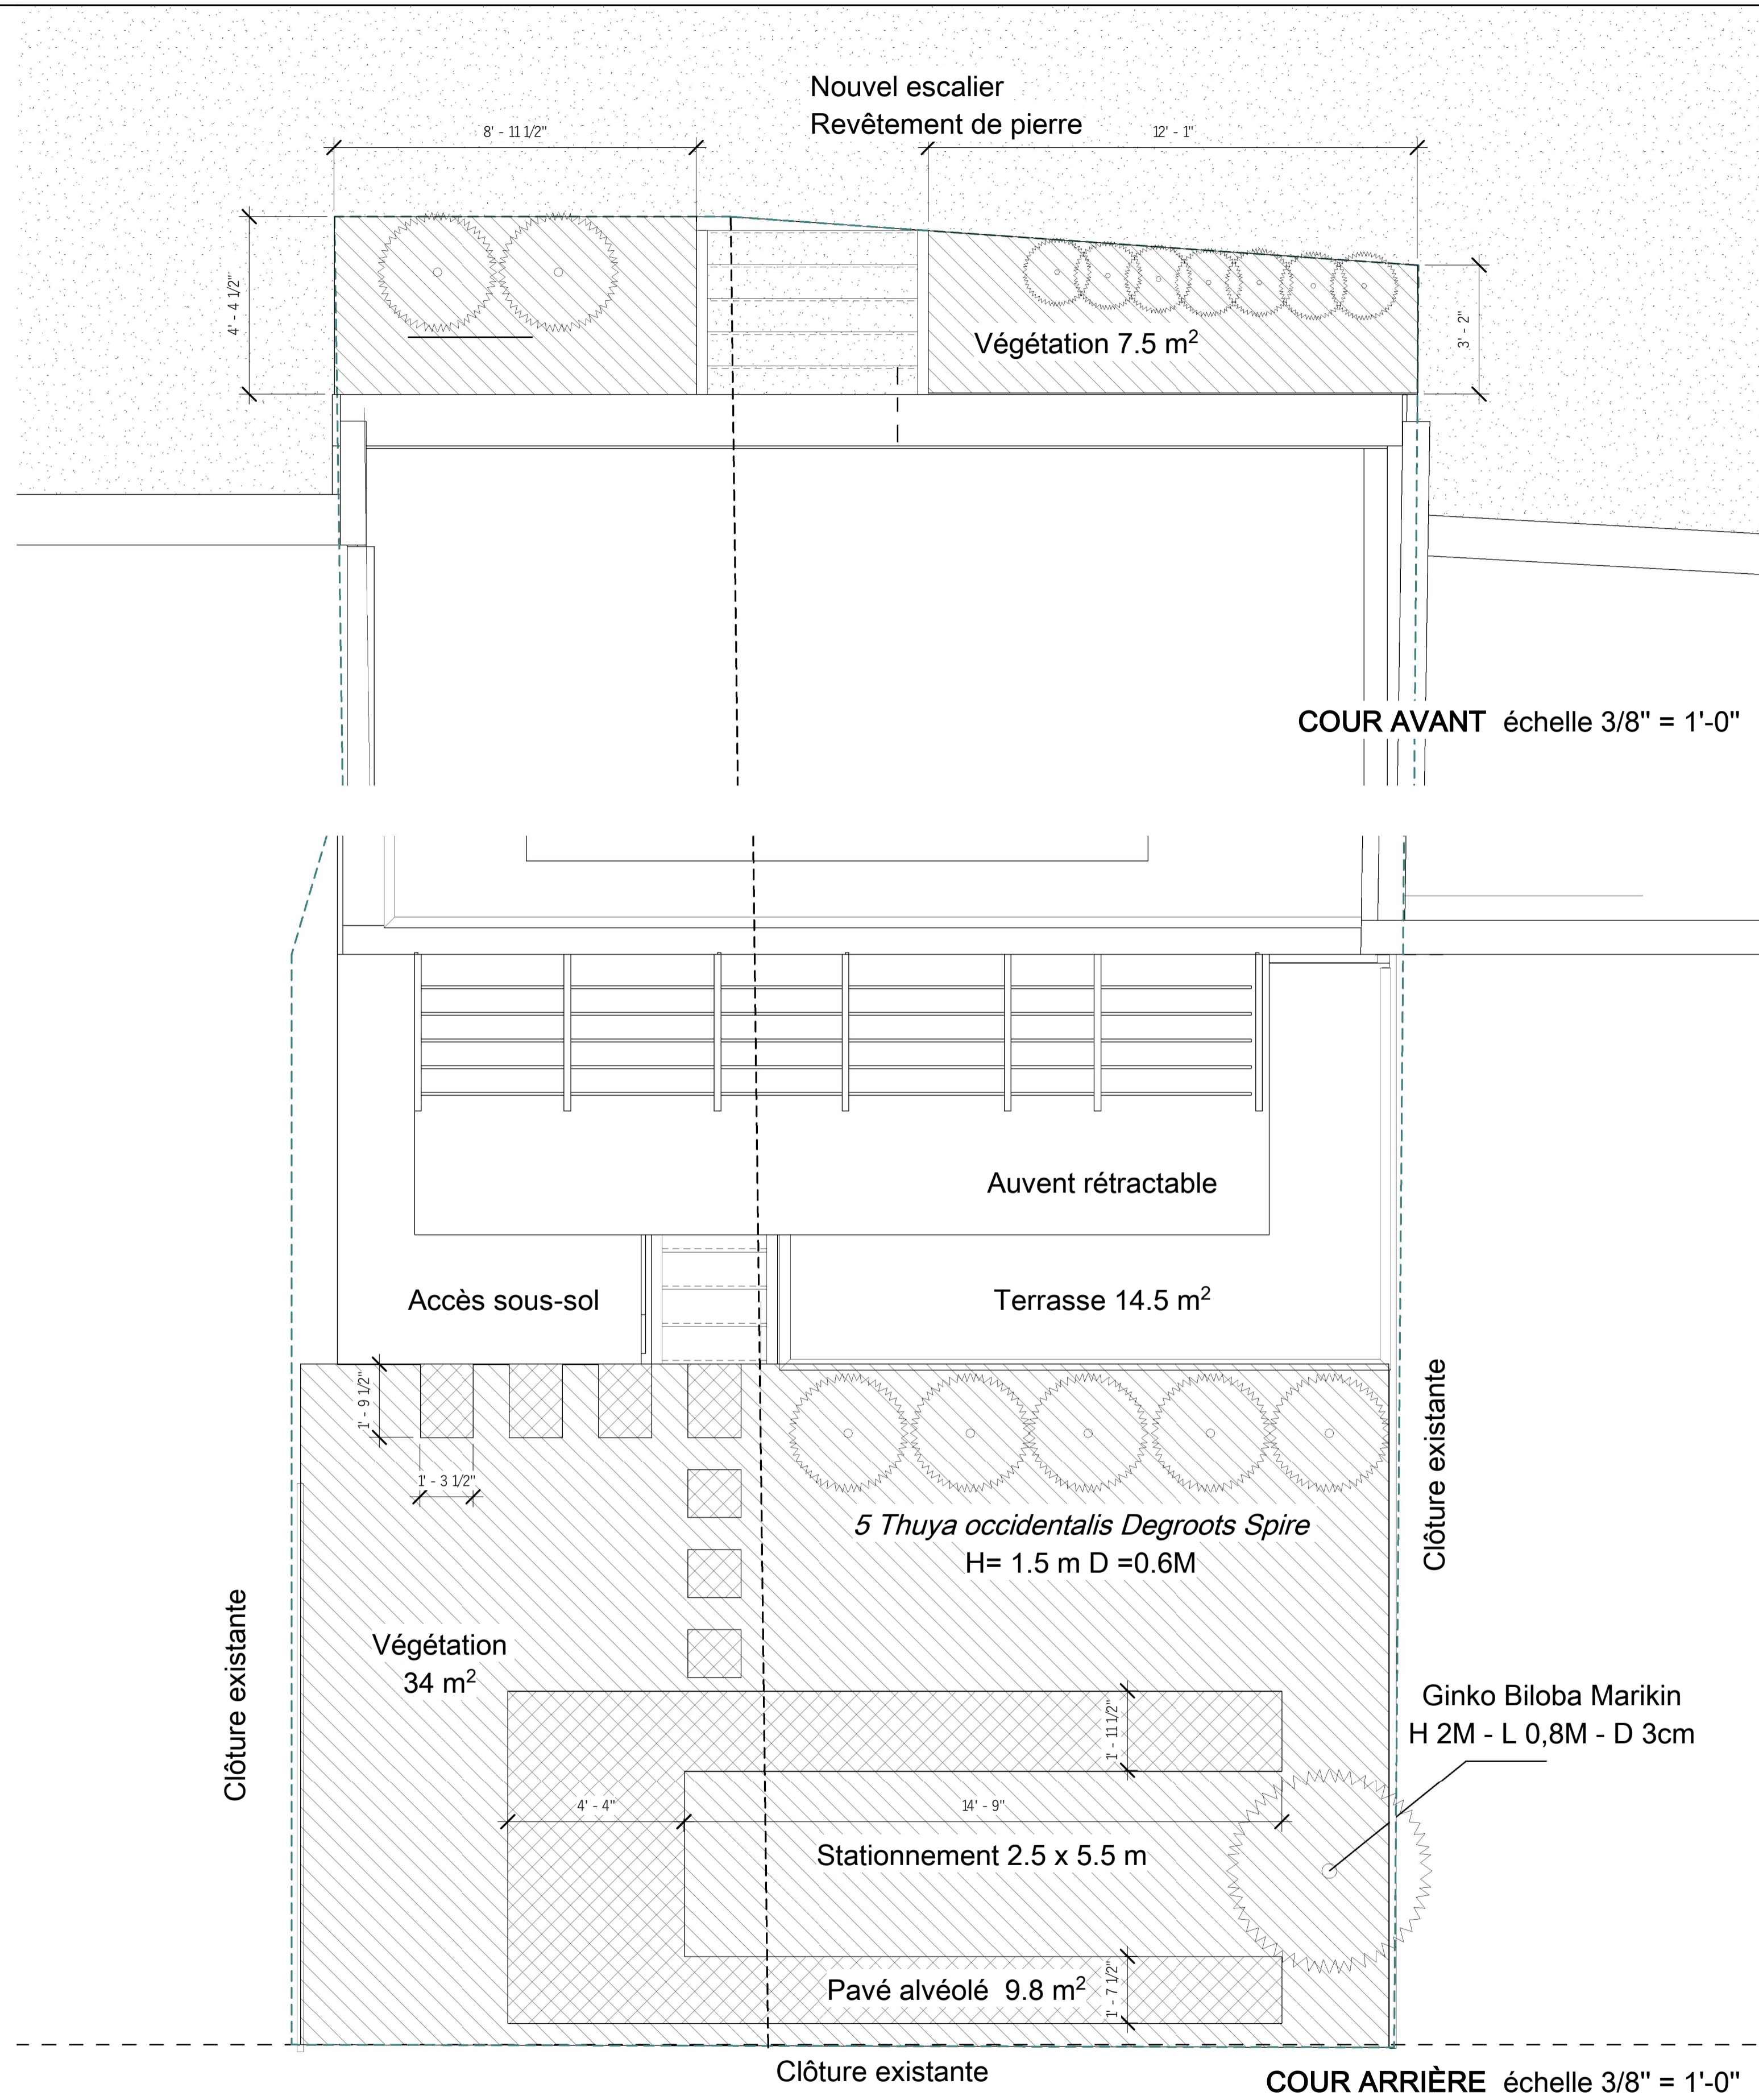 Nouvel escalier
Revêtement de pierre
8' - 11 1/2"
12' - 1"
4' - 4 1/2"
3' - 2"
Végétation 7.5 m²
COUR AVANT échelle 3/8" = 1'-0"
Auvent rétractable
Accès sous-sol
Terrasse 14.5 m²
1' - 9 1/2"
1' - 3 1/2"
Clôture existante
5 Thuya occidentalis Degroots Spire
H= 1.5 m D =0.6M
Clôture existante
Végétation
34 m²
Ginko Biloba Marikin
H 2M - L 0,8M - D 3cm
1' - 11 1/2"
4' - 4"
14' - 9"
Stationnement 2.5 x 5.5 m
Pavé alvéolé 9.8 m²
1' - 7 1/2"
Clôture existante
COUR ARRIÈRE échelle 3/8" = 1'-0"